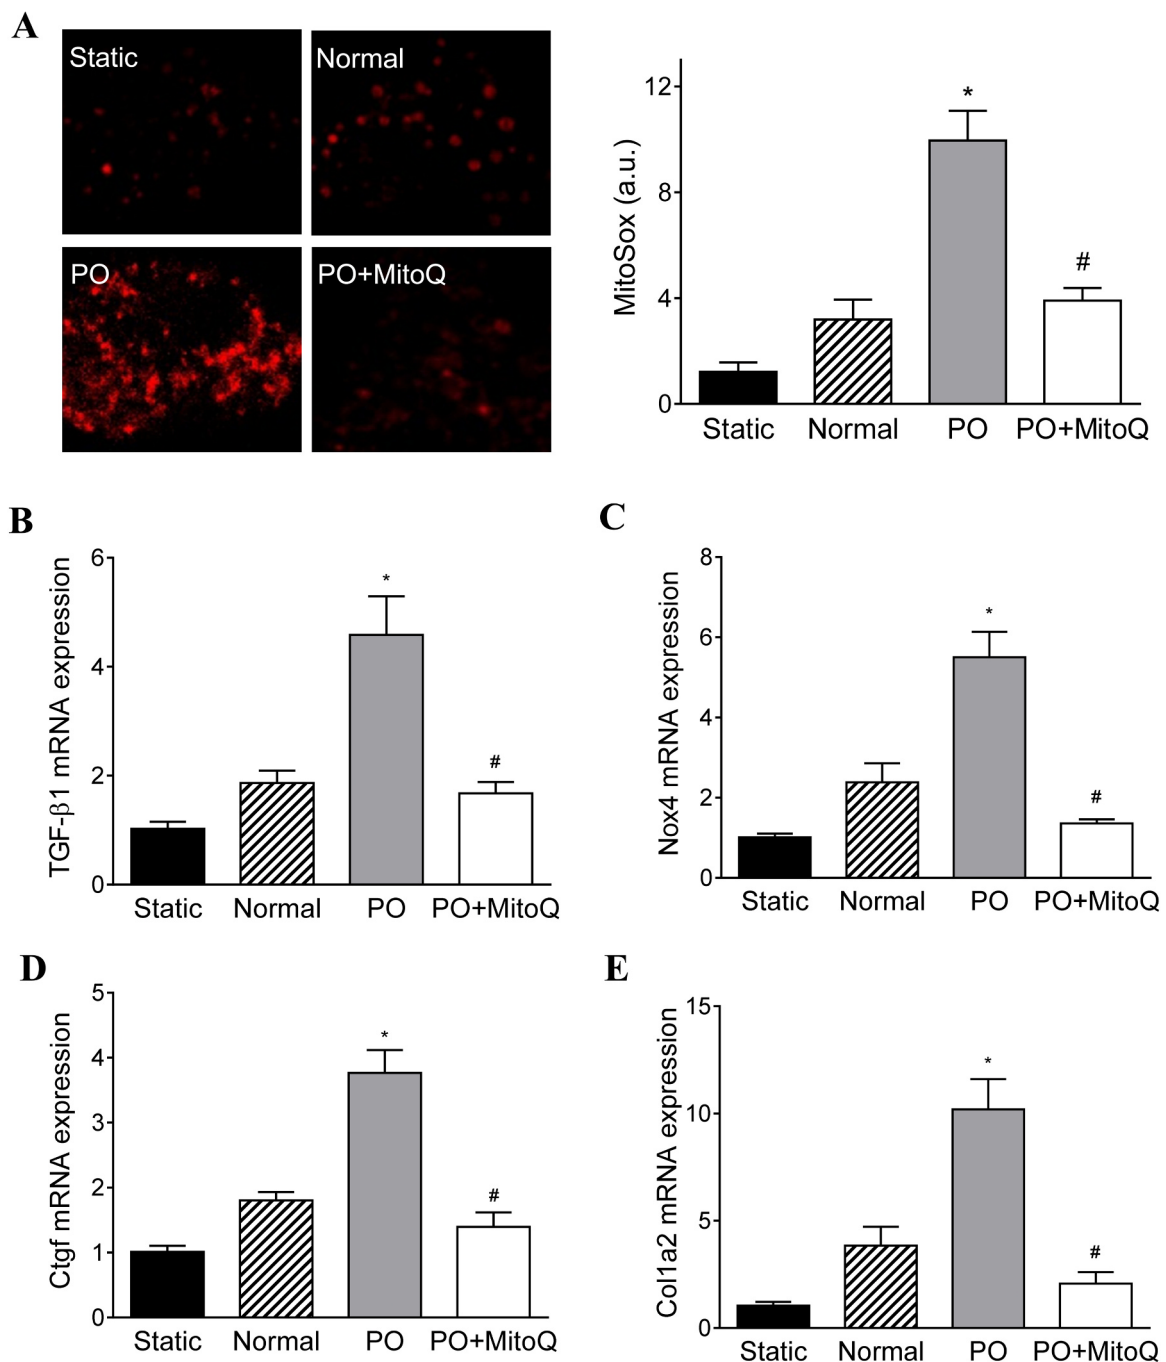 A
Static
Normal
PO
PO+MitoQ
MitoSox (a.u.)
12
8
4
0
*
#
Static Normal PO PO+MitoQ
B
TGF-β1 mRNA expression
6
4
2
0
*
#
Static Normal PO PO+MitoQ
C
Nox4 mRNA expression
8
6
4
2
0
*
#
Static Normal PO PO+MitoQ
D
Ctgf mRNA expression
5
4
3
2
1
0
*
#
Static Normal PO PO+MitoQ
E
Col1a2 mRNA expression
15
10
5
0
*
#
Static Normal PO PO+MitoQ